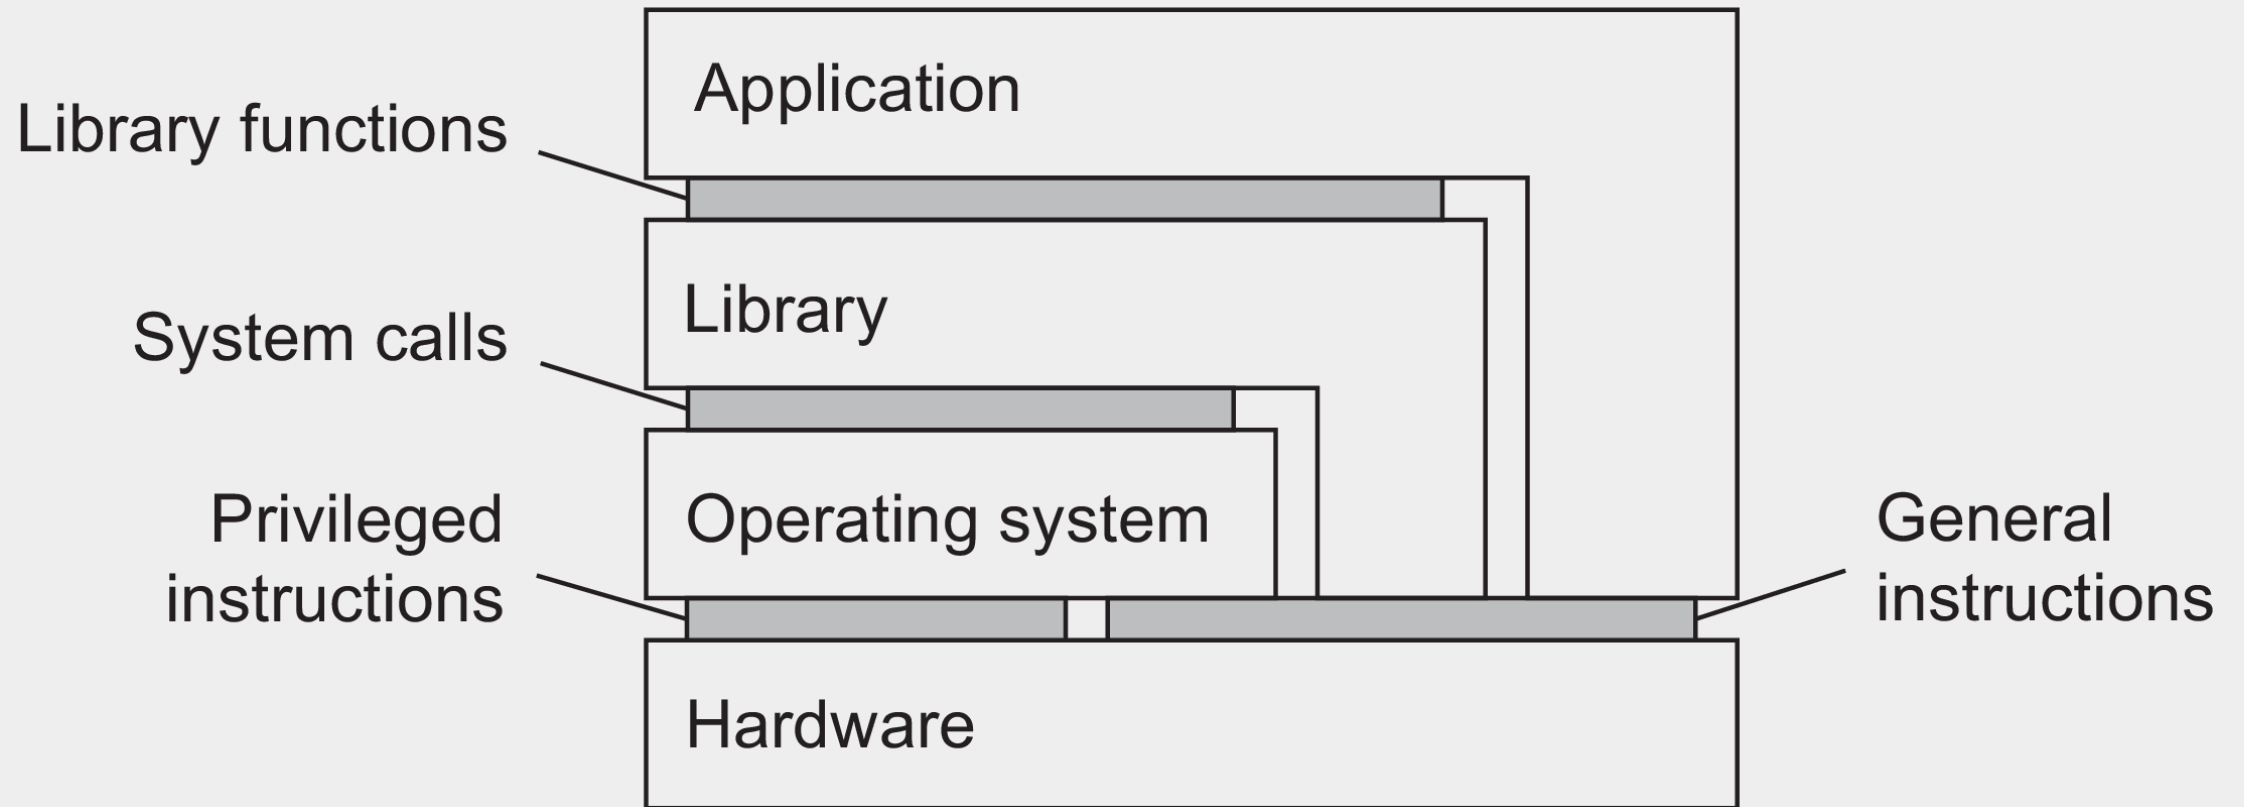 Application
Library functions
Library
System calls
Operating system
Privileged
instructions
General
instructions
Hardware